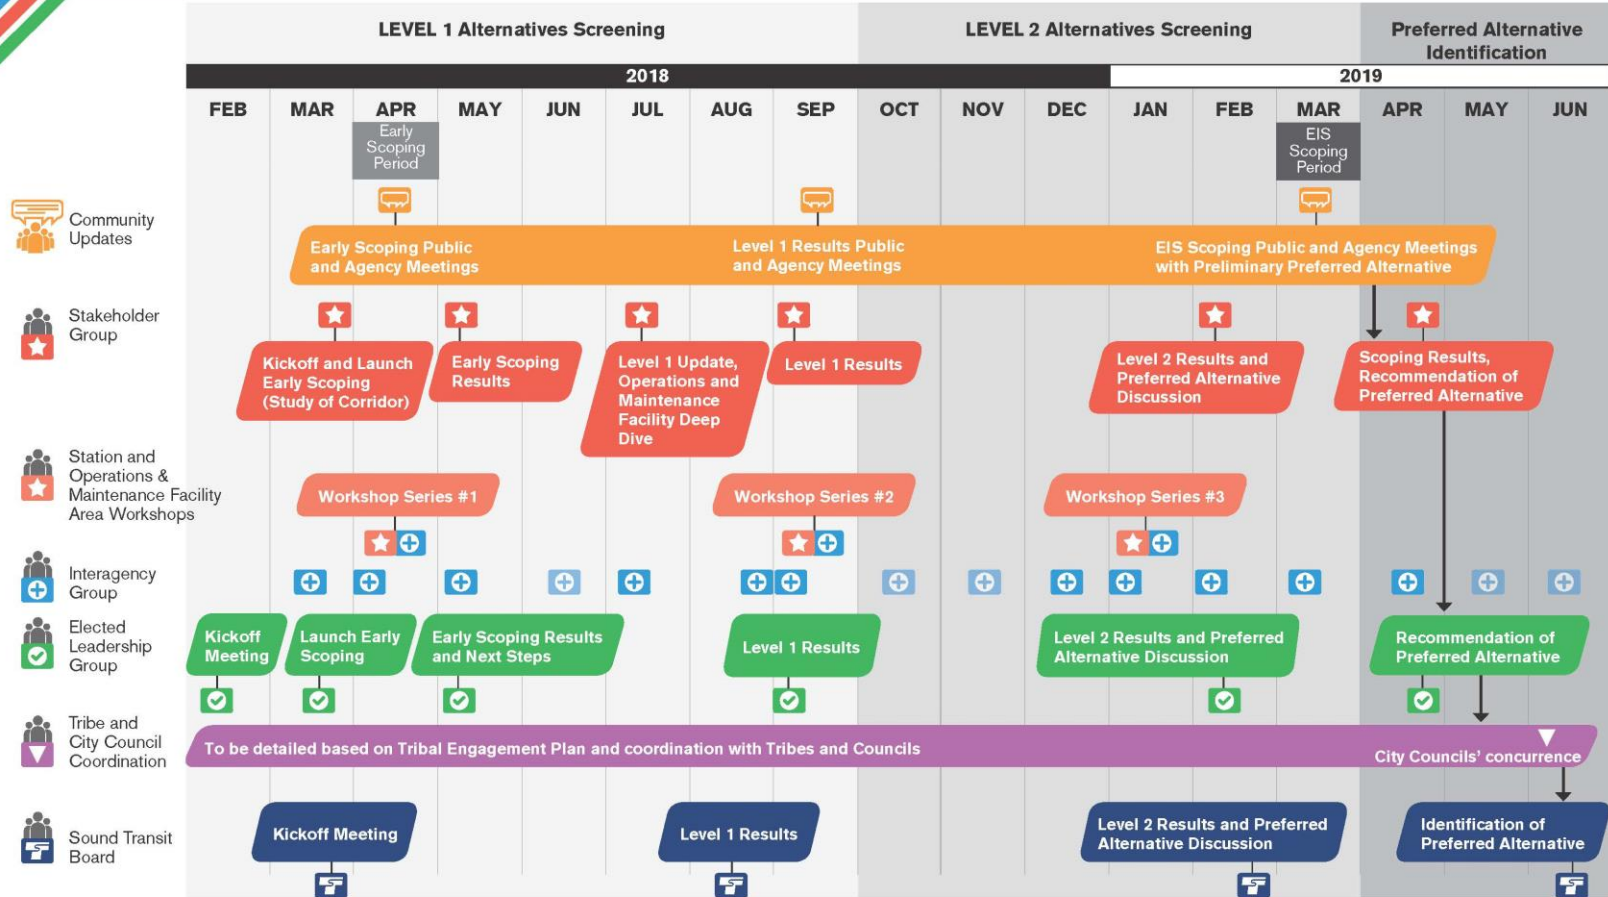 LEVEL 1 Alternatives Screening
LEVEL 2 Alternatives Screening
Preferred Alternative
Identification
2018
2019
FEB
MAR
APR
MAY
JUN
JUL
AUG
SEP
OCT
NOV
DEC
JAN
FEB
MAR
APR
MAY
JUN
Early
Scoping
Period
EIS
Scoping
Period
Community
Updates
Early Scoping Public
and Agency Meetings
Level 1 Results Public
and Agency Meetings
EIS Scoping Public and Agency Meetings
with Preliminary Preferred Alternative
Stakeholder
Group
Kickoff and Launch
Early Scoping
(Study of Corridor)
Early Scoping
Results
Level 1 Update,
Operations and
Maintenance
Facility Deep
Dive
Level 1 Results
Level 2 Results and
Preferred Alternative
Discussion
Scoping Results,
Recommendation of
Preferred Alternative
Station and
Operations &
Maintenance Facility
Area Workshops
Workshop Series #1
Workshop Series #2
Workshop Series #3
Interagency
Group
Elected
Leadership
Group
Kickoff
Meeting
Launch Early
Scoping
Early Scoping Results
and Next Steps
Level 1 Results
Level 2 Results and Preferred
Alternative Discussion
Recommendation of
Preferred Alternative
Tribe and
City Council
Coordination
To be detailed based on Tribal Engagement Plan and coordination with Tribes and Councils
City Councils' concurrence
Sound Transit
Board
Kickoff Meeting
Level 1 Results
Level 2 Results and Preferred
Alternative Discussion
Identification of
Preferred Alternative